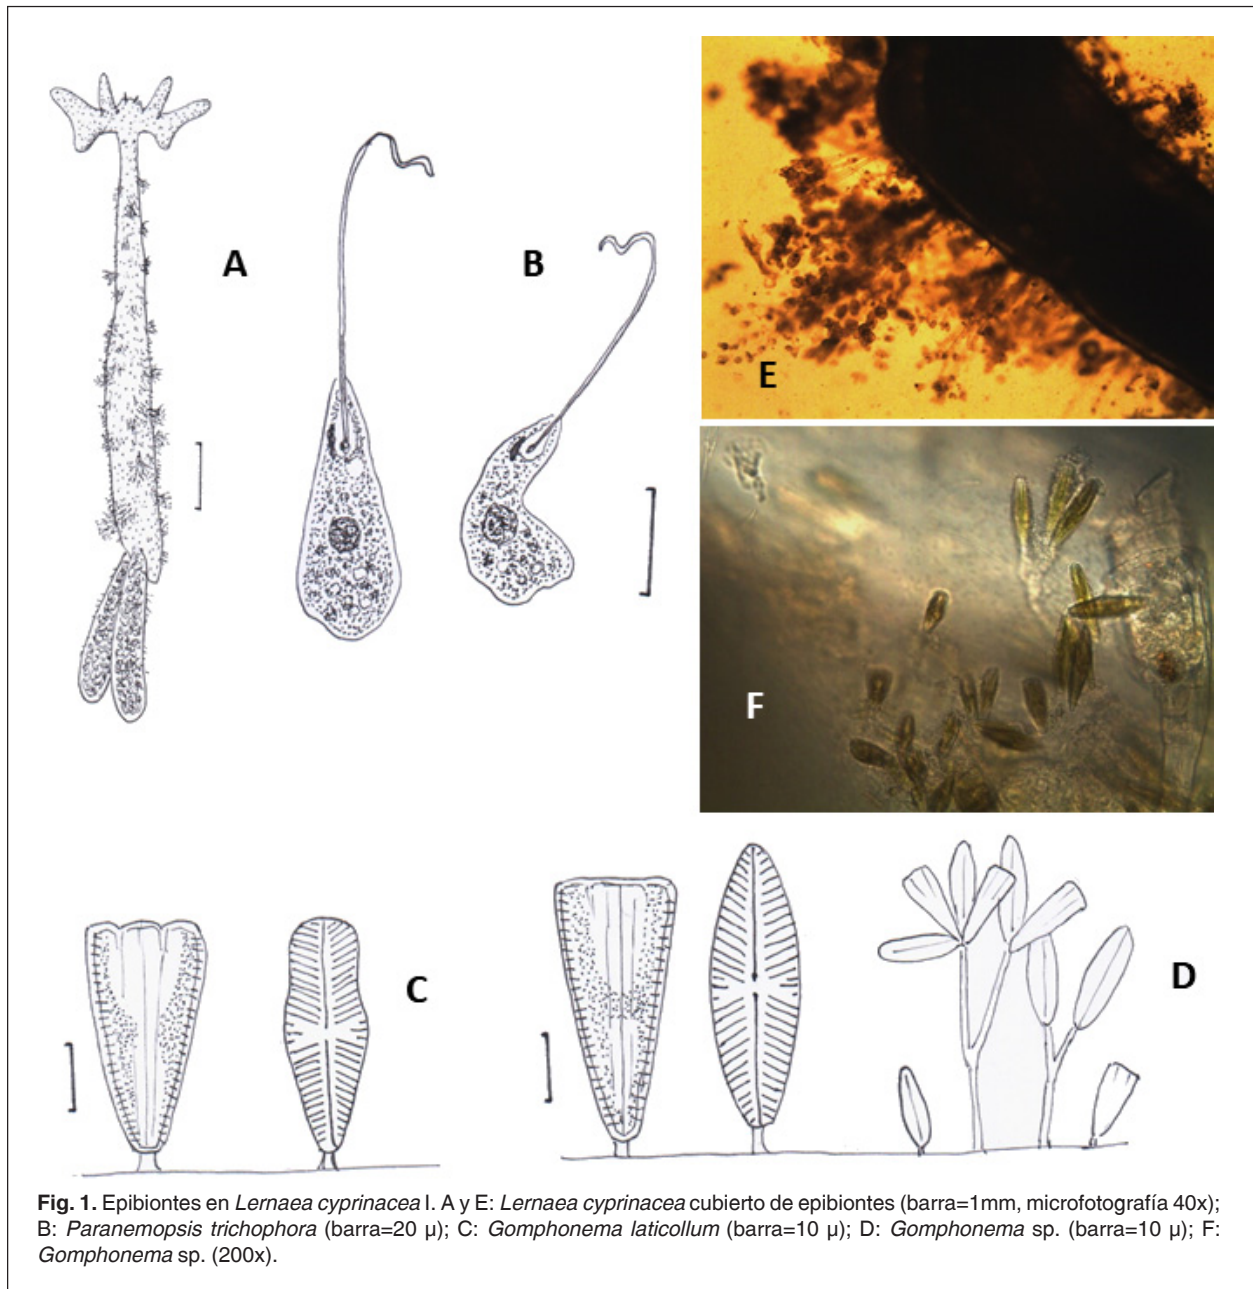 A
B
E
F
C
D
Fig. 1. Epibiontes en Lernaea cyprinacea I. A y E: Lernaea cyprinacea cubierto de epibiontes (barra=1mm, microfotografía 40x);
B: Paranemopsis trichophora (barra=20 µ); C: Gomphonema laticollum (barra=10 µ); D: Gomphonema sp. (barra=10 µ); F:
Gomphonema sp. (200x).